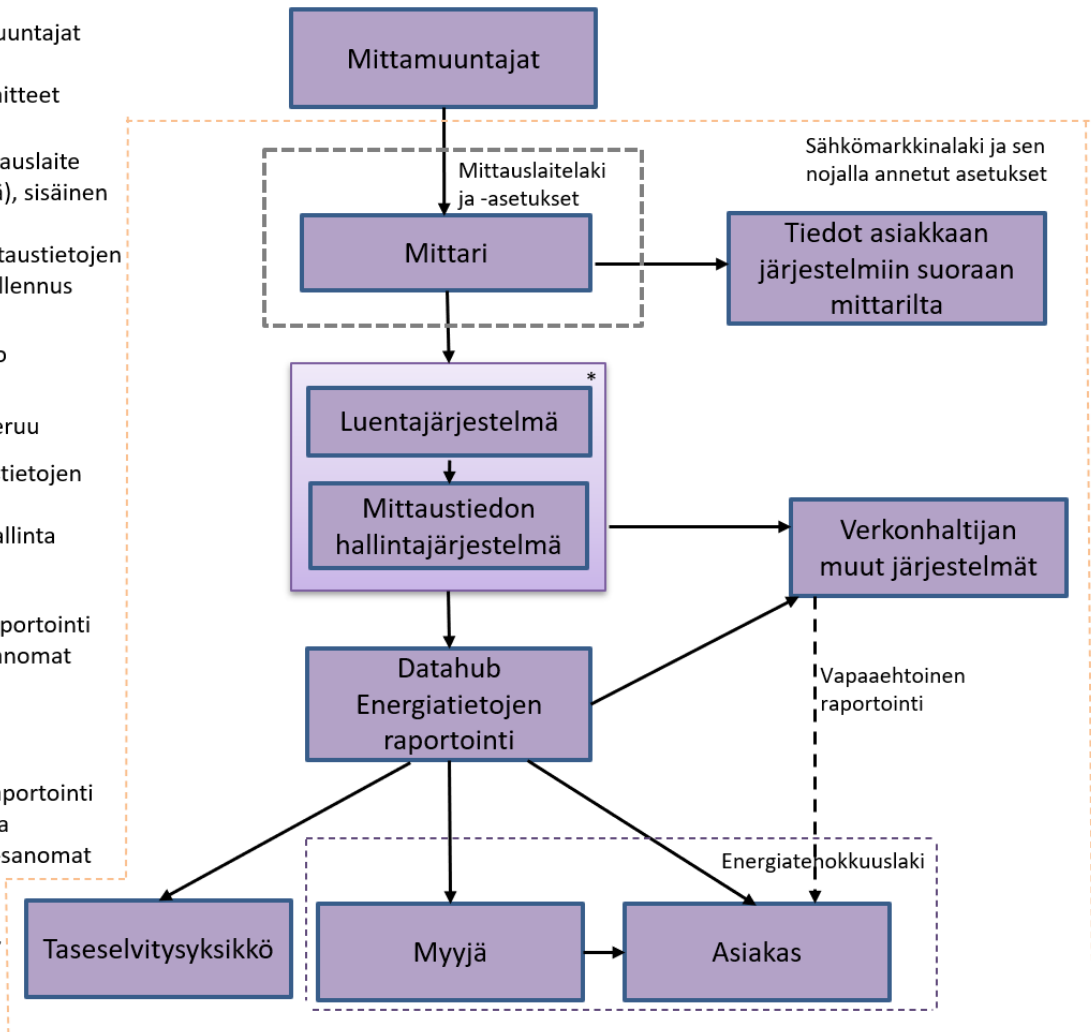 Mittamuuntajat
Mittauslaitelaki
ja -asetukset
Sähkömarkkinalaki ja sen
nojalla annetut asetukset
Mittari
Tiedot asiakkaan
järjestelmiin suoraan
mittarilta
*
Luentajärjestelmä
Mittaustiedon
hallintajärjestelmä
Verkonhaltijan
muut järjestelmät
Datahub
Energiatietojen
raportointi
Vapaaehtoinen
raportointi
Energiatehokkuuslaki
Taseselvitysyksikkö
Myyjä
Asiakas
uuntajat
itteet
auslaite
i), sisäinen
taustietojen
llennus
o
eruu
tietojen
allinta
portointi
anomat
portointi
a
sanomat